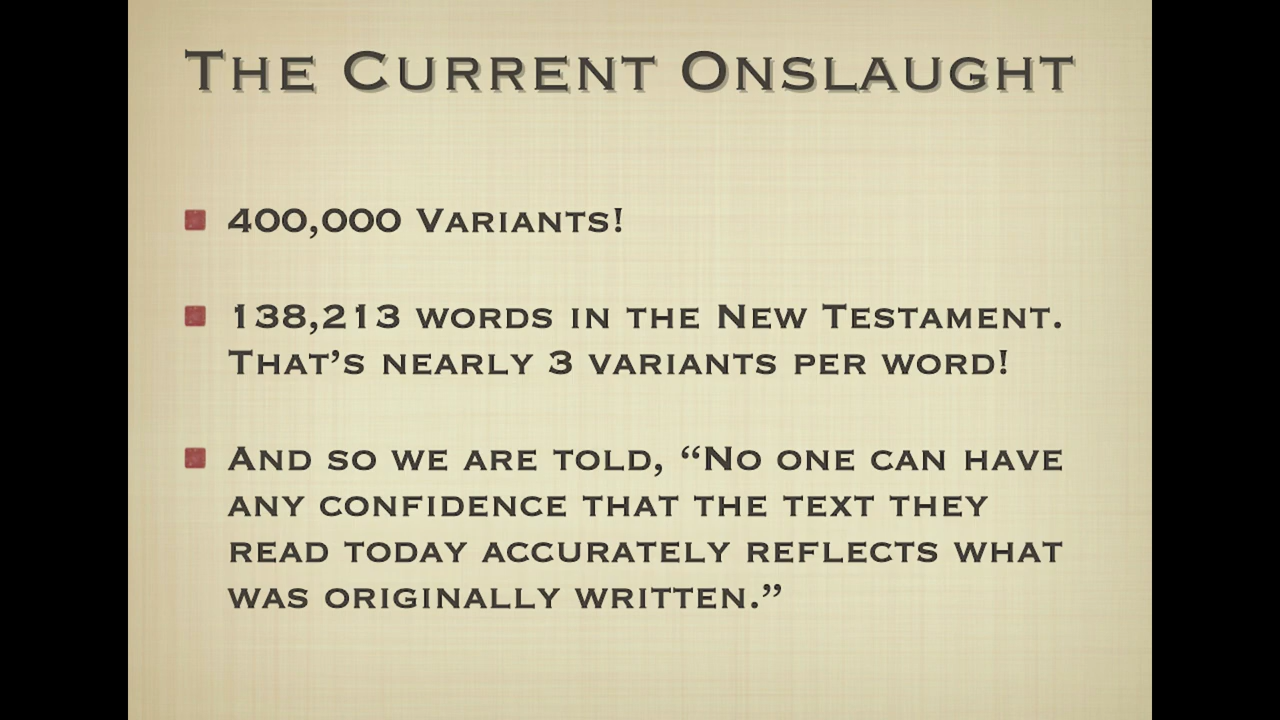 The Current Onslaught
400,000 Variants!
138,213 words in the New Testament.
That’s nearly 3 variants per word!
And so we are told, “No one can have
any confidence that the text they
read today accurately reflects what
was originally written.”